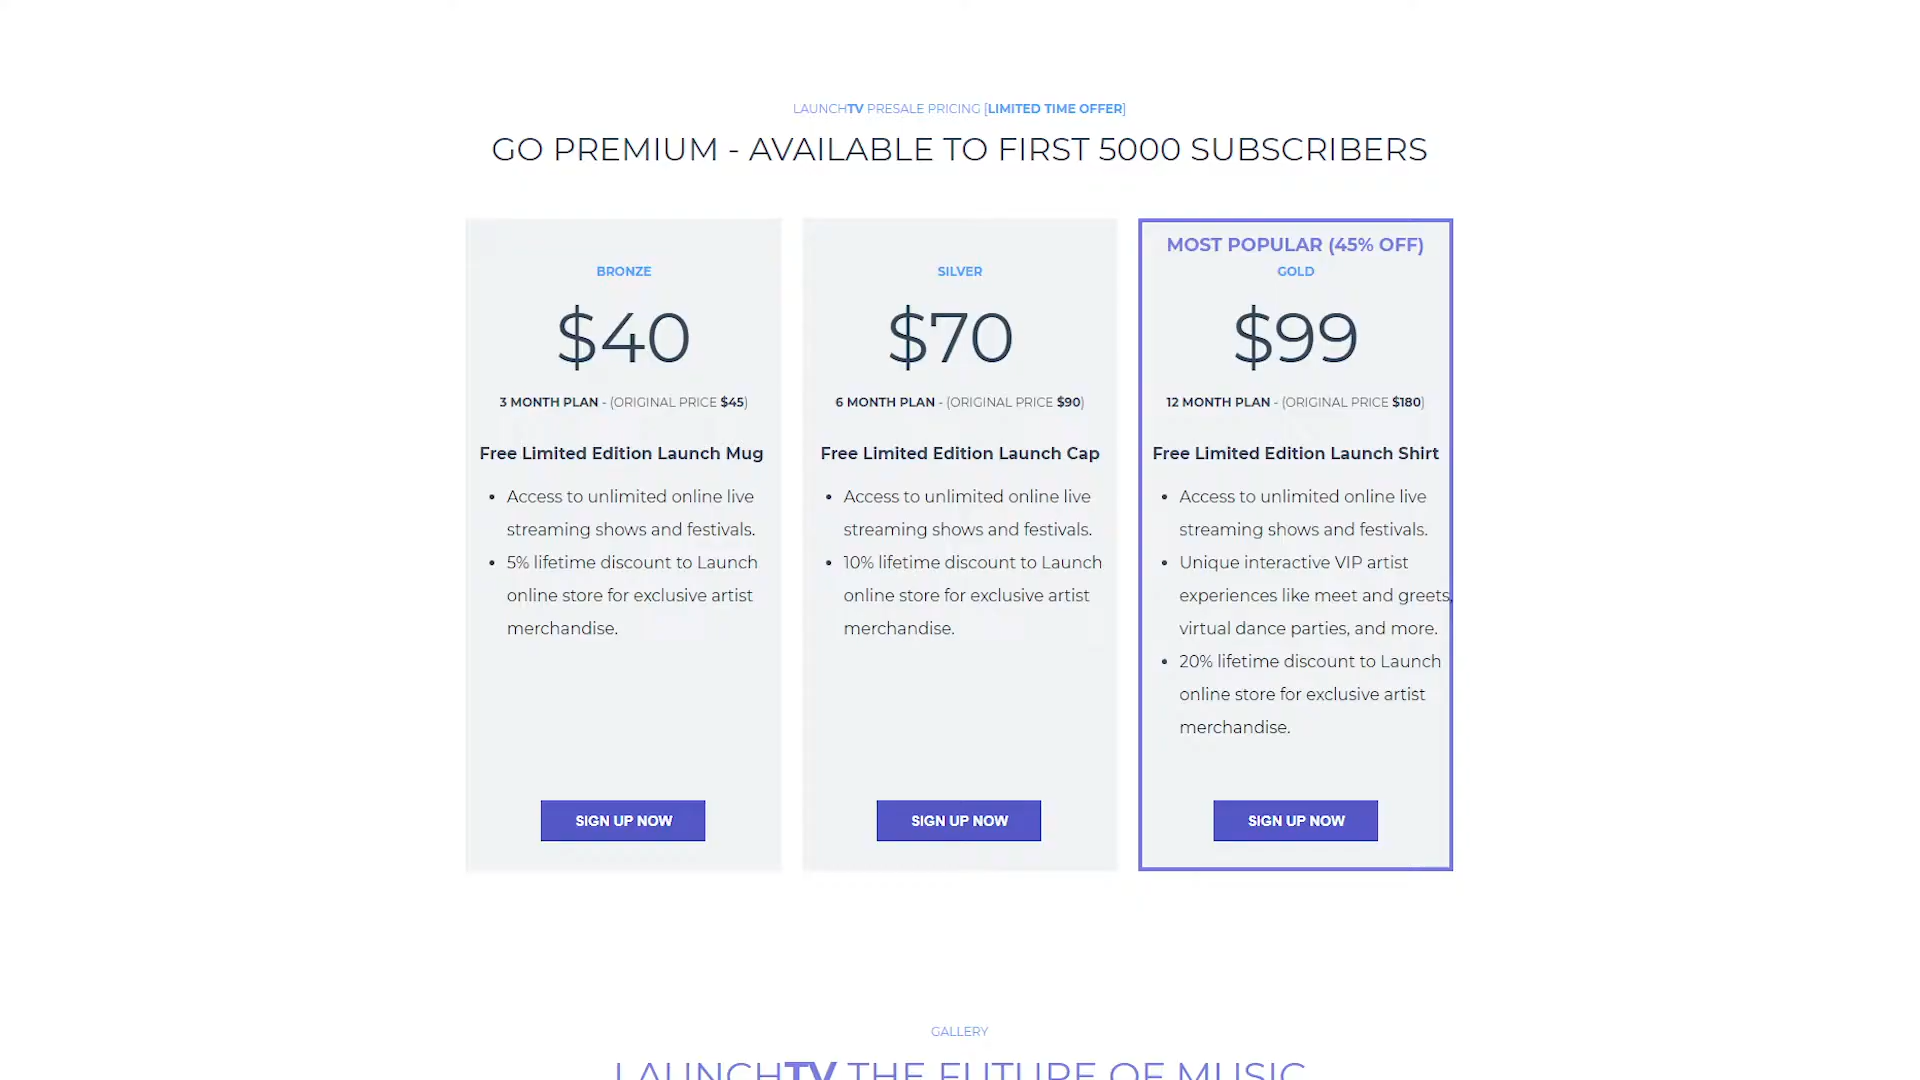 LAUNCHTV PRESALE PRICING [LIMITED TIME OFFER]
GO PREMIUM - AVAILABLE TO FIRST 5000 SUBSCRIBERS
BRONZE
$40
3 MONTH PLAN - (ORIGINAL PRICE $45)
Free Limited Edition Launch Mug
• Access to unlimited online live
streaming shows and festivals.
• 5% lifetime discount to Launch
online store for exclusive artist
merchandise.
SIGN UP NOW
SILVER
$70
6 MONTH PLAN - (ORIGINAL PRICE $90)
Free Limited Edition Launch Cap
• Access to unlimited online live
streaming shows and festivals.
• 10% lifetime discount to Launch
online store for exclusive artist
merchandise.
SIGN UP NOW
MOST POPULAR (45% OFF)
GOLD
$99
12 MONTH PLAN - (ORIGINAL PRICE $180)
Free Limited Edition Launch Shirt
• Access to unlimited online live
streaming shows and festivals.
• Unique interactive VIP artist
experiences like meet and greets,
virtual dance parties, and more.
• 20% lifetime discount to Launch
online store for exclusive artist
merchandise.
SIGN UP NOW
GALLERY
LAUNCHTV THE FUTURE OF MUSIC